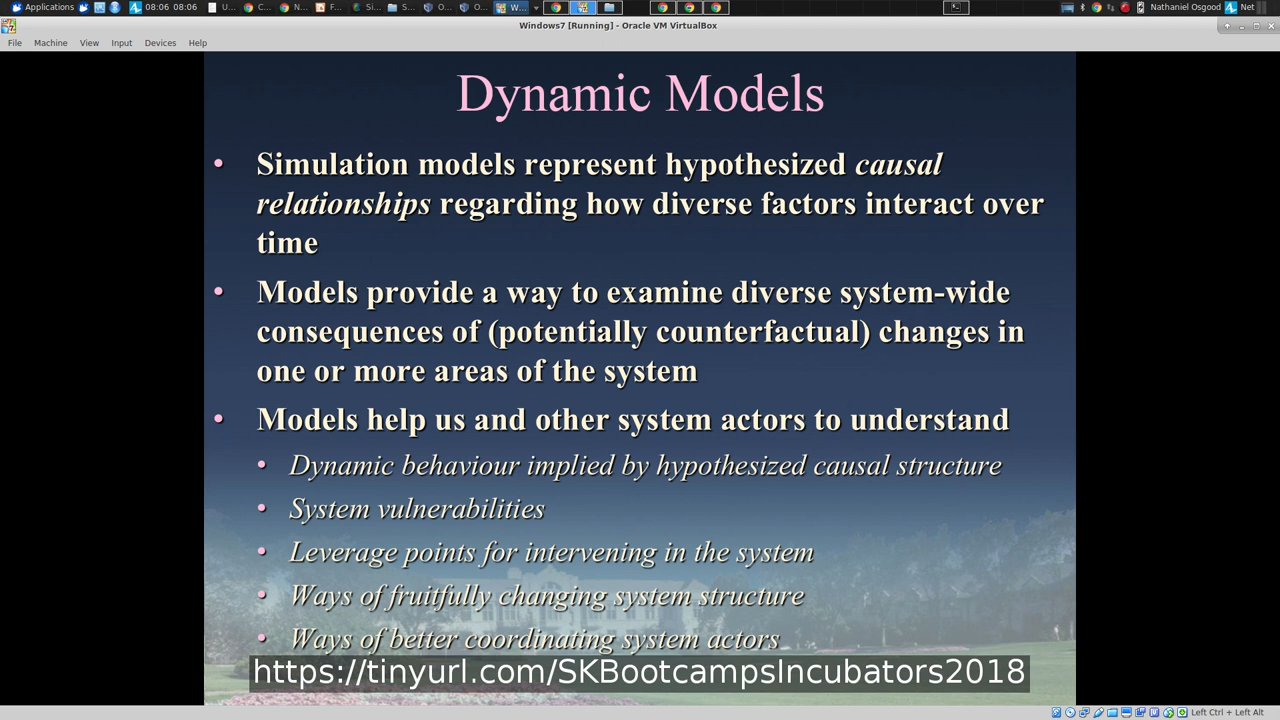 Applications
08:06 08:06
U...
C...
N...
F...
Si...
S...
O...
O...
W...
Nathaniel Osgood
Net
Windows7 [Running] - Oracle VM VirtualBox
File Machine View Input Devices Help
Dynamic Models
• Simulation models represent hypothesized causal
relationships regarding how diverse factors interact over
time
• Models provide a way to examine diverse system-wide
consequences of (potentially counterfactual) changes in
one or more areas of the system
• Models help us and other system actors to understand
• Dynamic behaviour implied by hypothesized causal structure
• System vulnerabilities
• Leverage points for intervening in the system
• Ways of fruitfully changing system structure
• Ways of better coordinating system actors
https://tinyurl.com/SKBootcampsIncubators2018
Left Ctrl + Left Alt